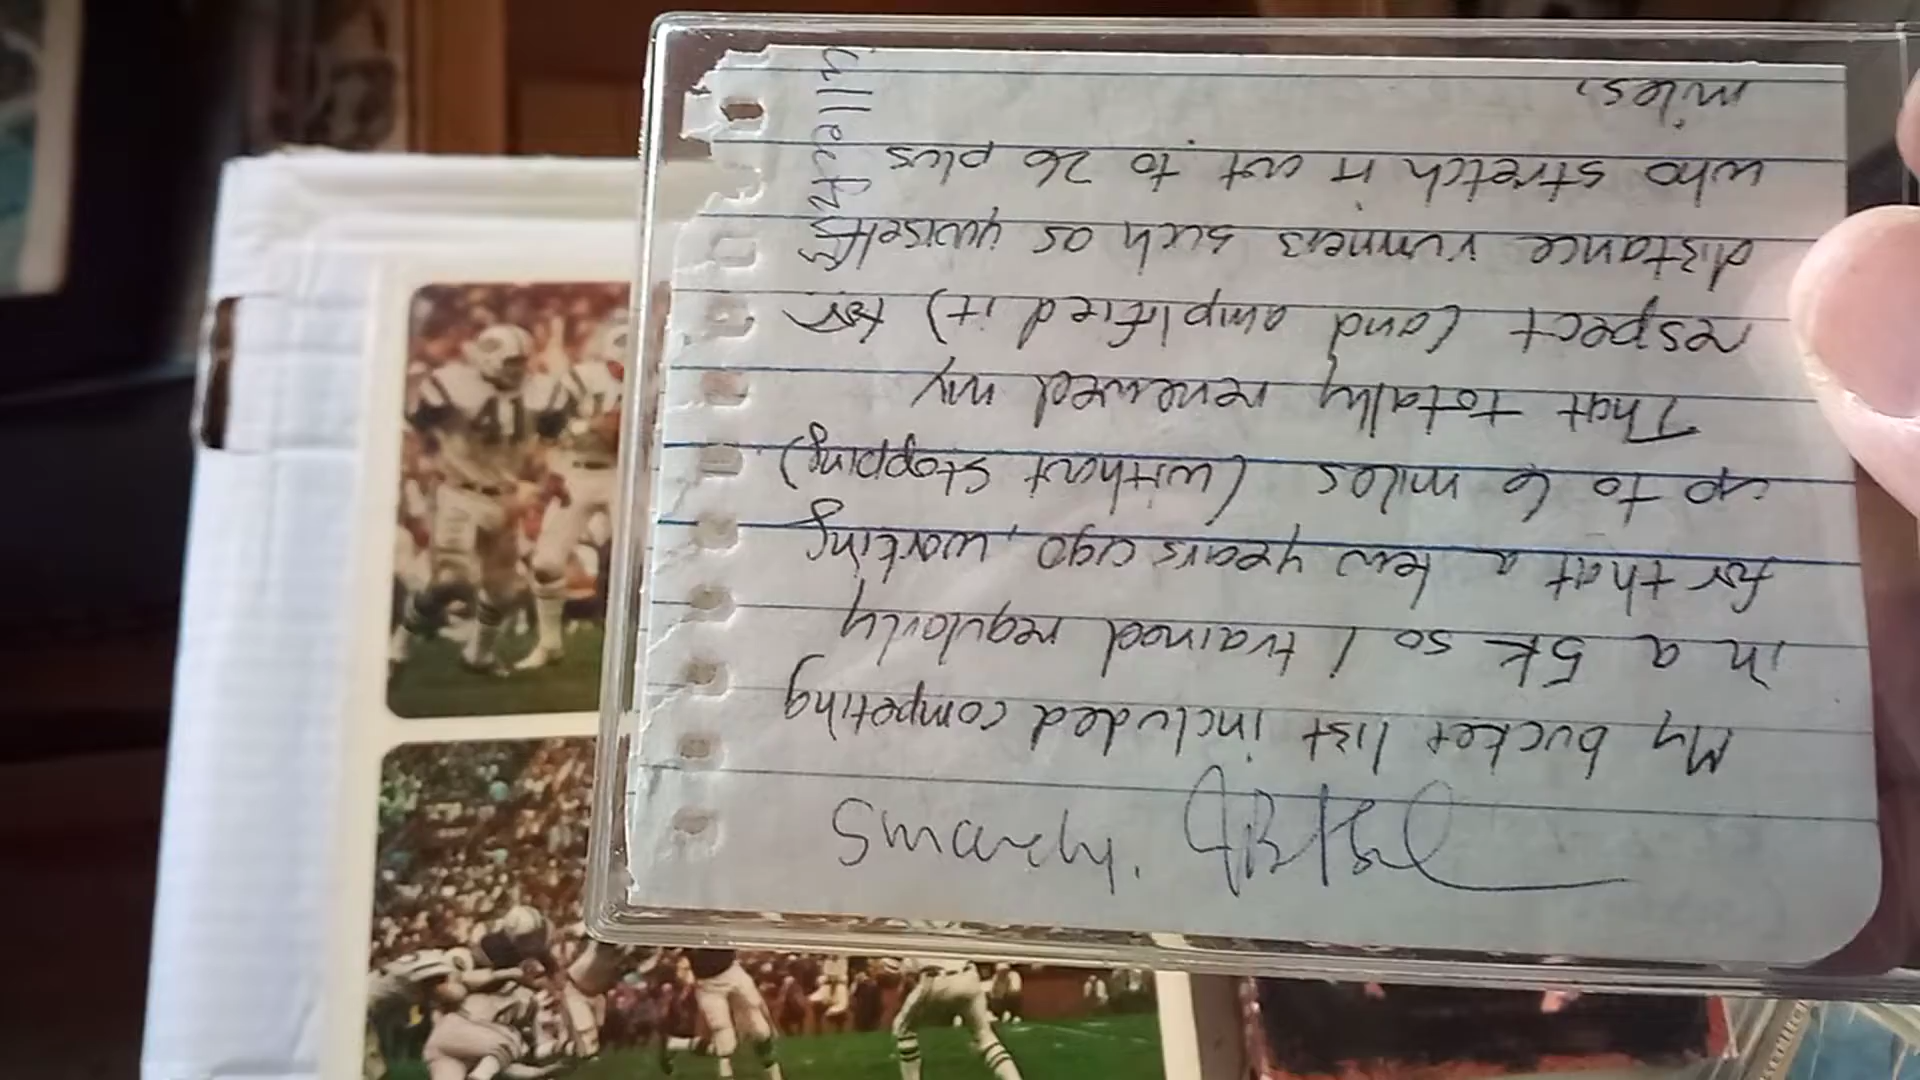 My bucket list included competing
in a 5k so I trained regularly
for that a few years ago, working
up to 6 miles (without stopping)
That totally renewed my
respect (and amplified it) for
distance runners such as yourself
who stretch it out to 26 plus
miles.
41